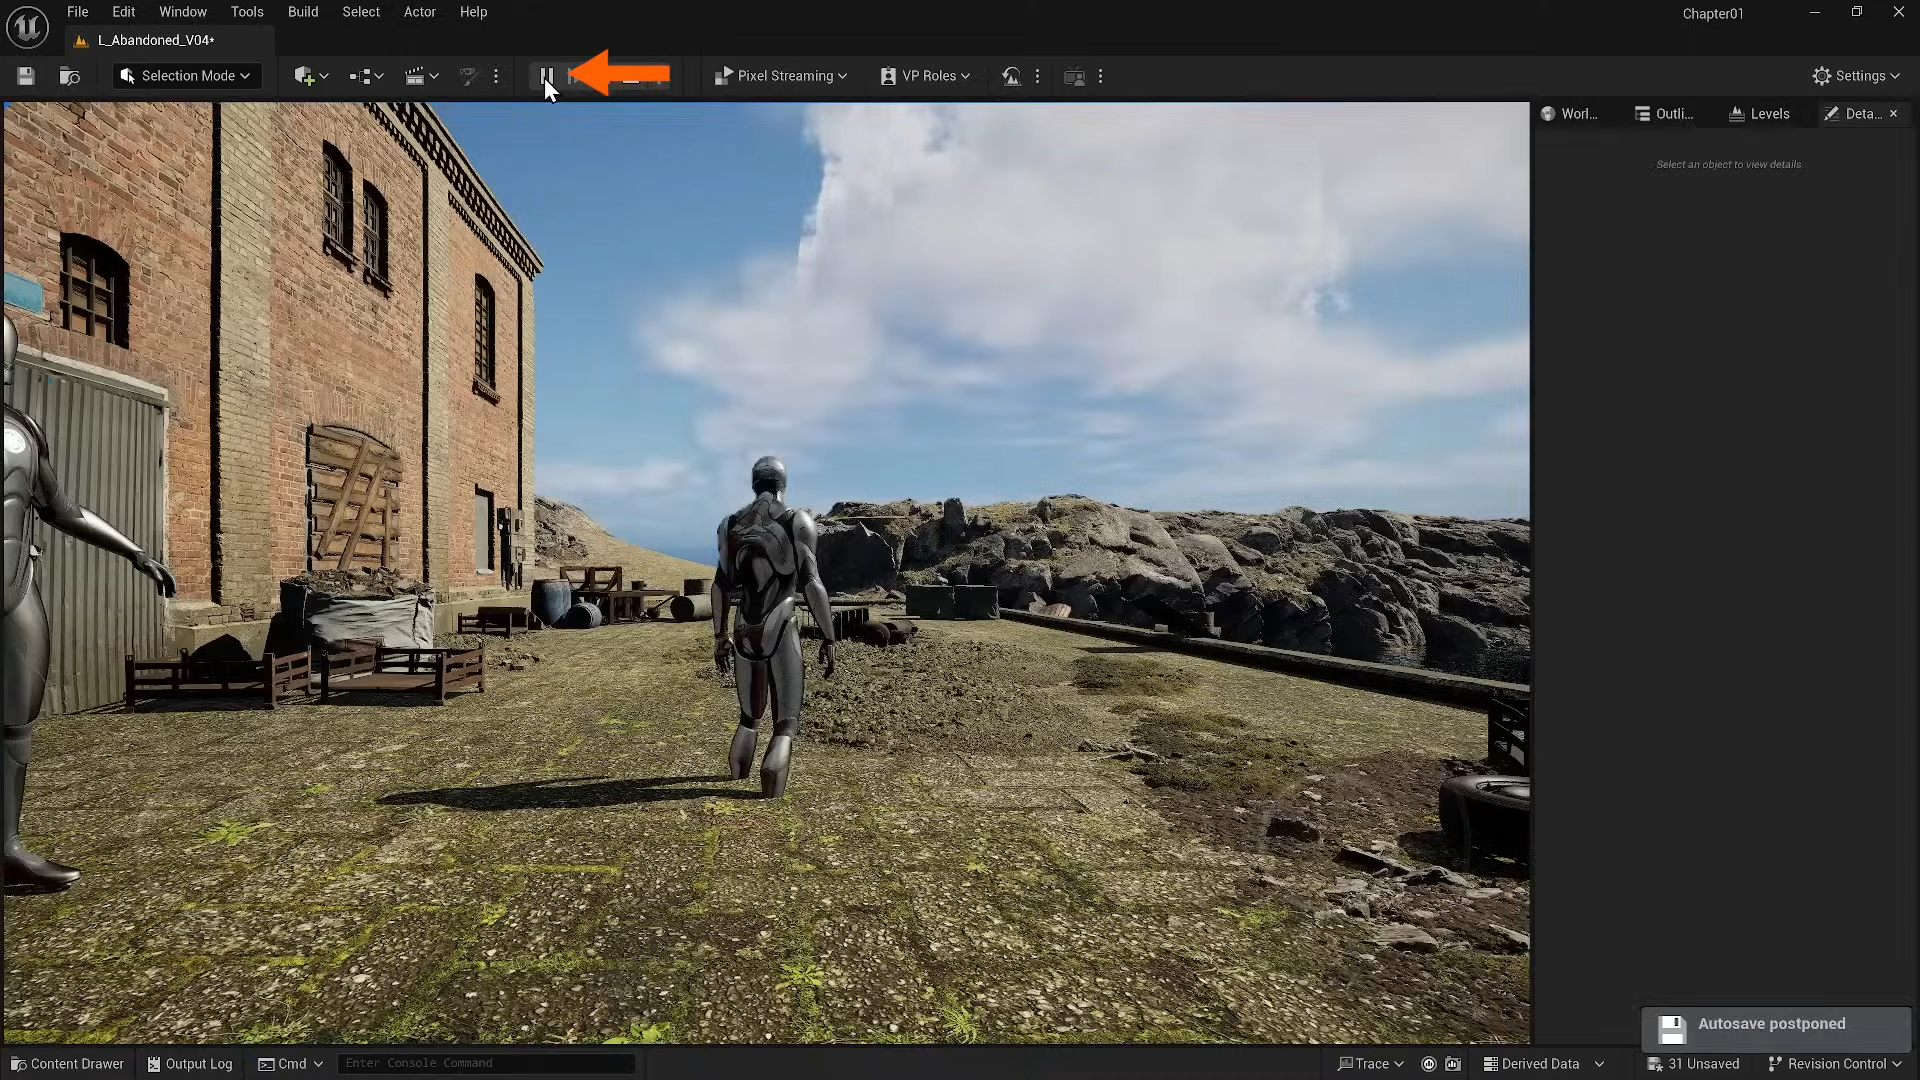 File Edit Window Tools Build Select Actor Help
Chapter01
L_Abandoned_V04*
Selection Mode
Pixel Streaming
VP Roles
Settings
Worl...
Outli...
Levels
Deta...
Select an object to view details.
Autosave postponed
Content Drawer
Output Log
Cmd
Enter Console Command
Trace
Derived Data
31 Unsaved
Revision Control